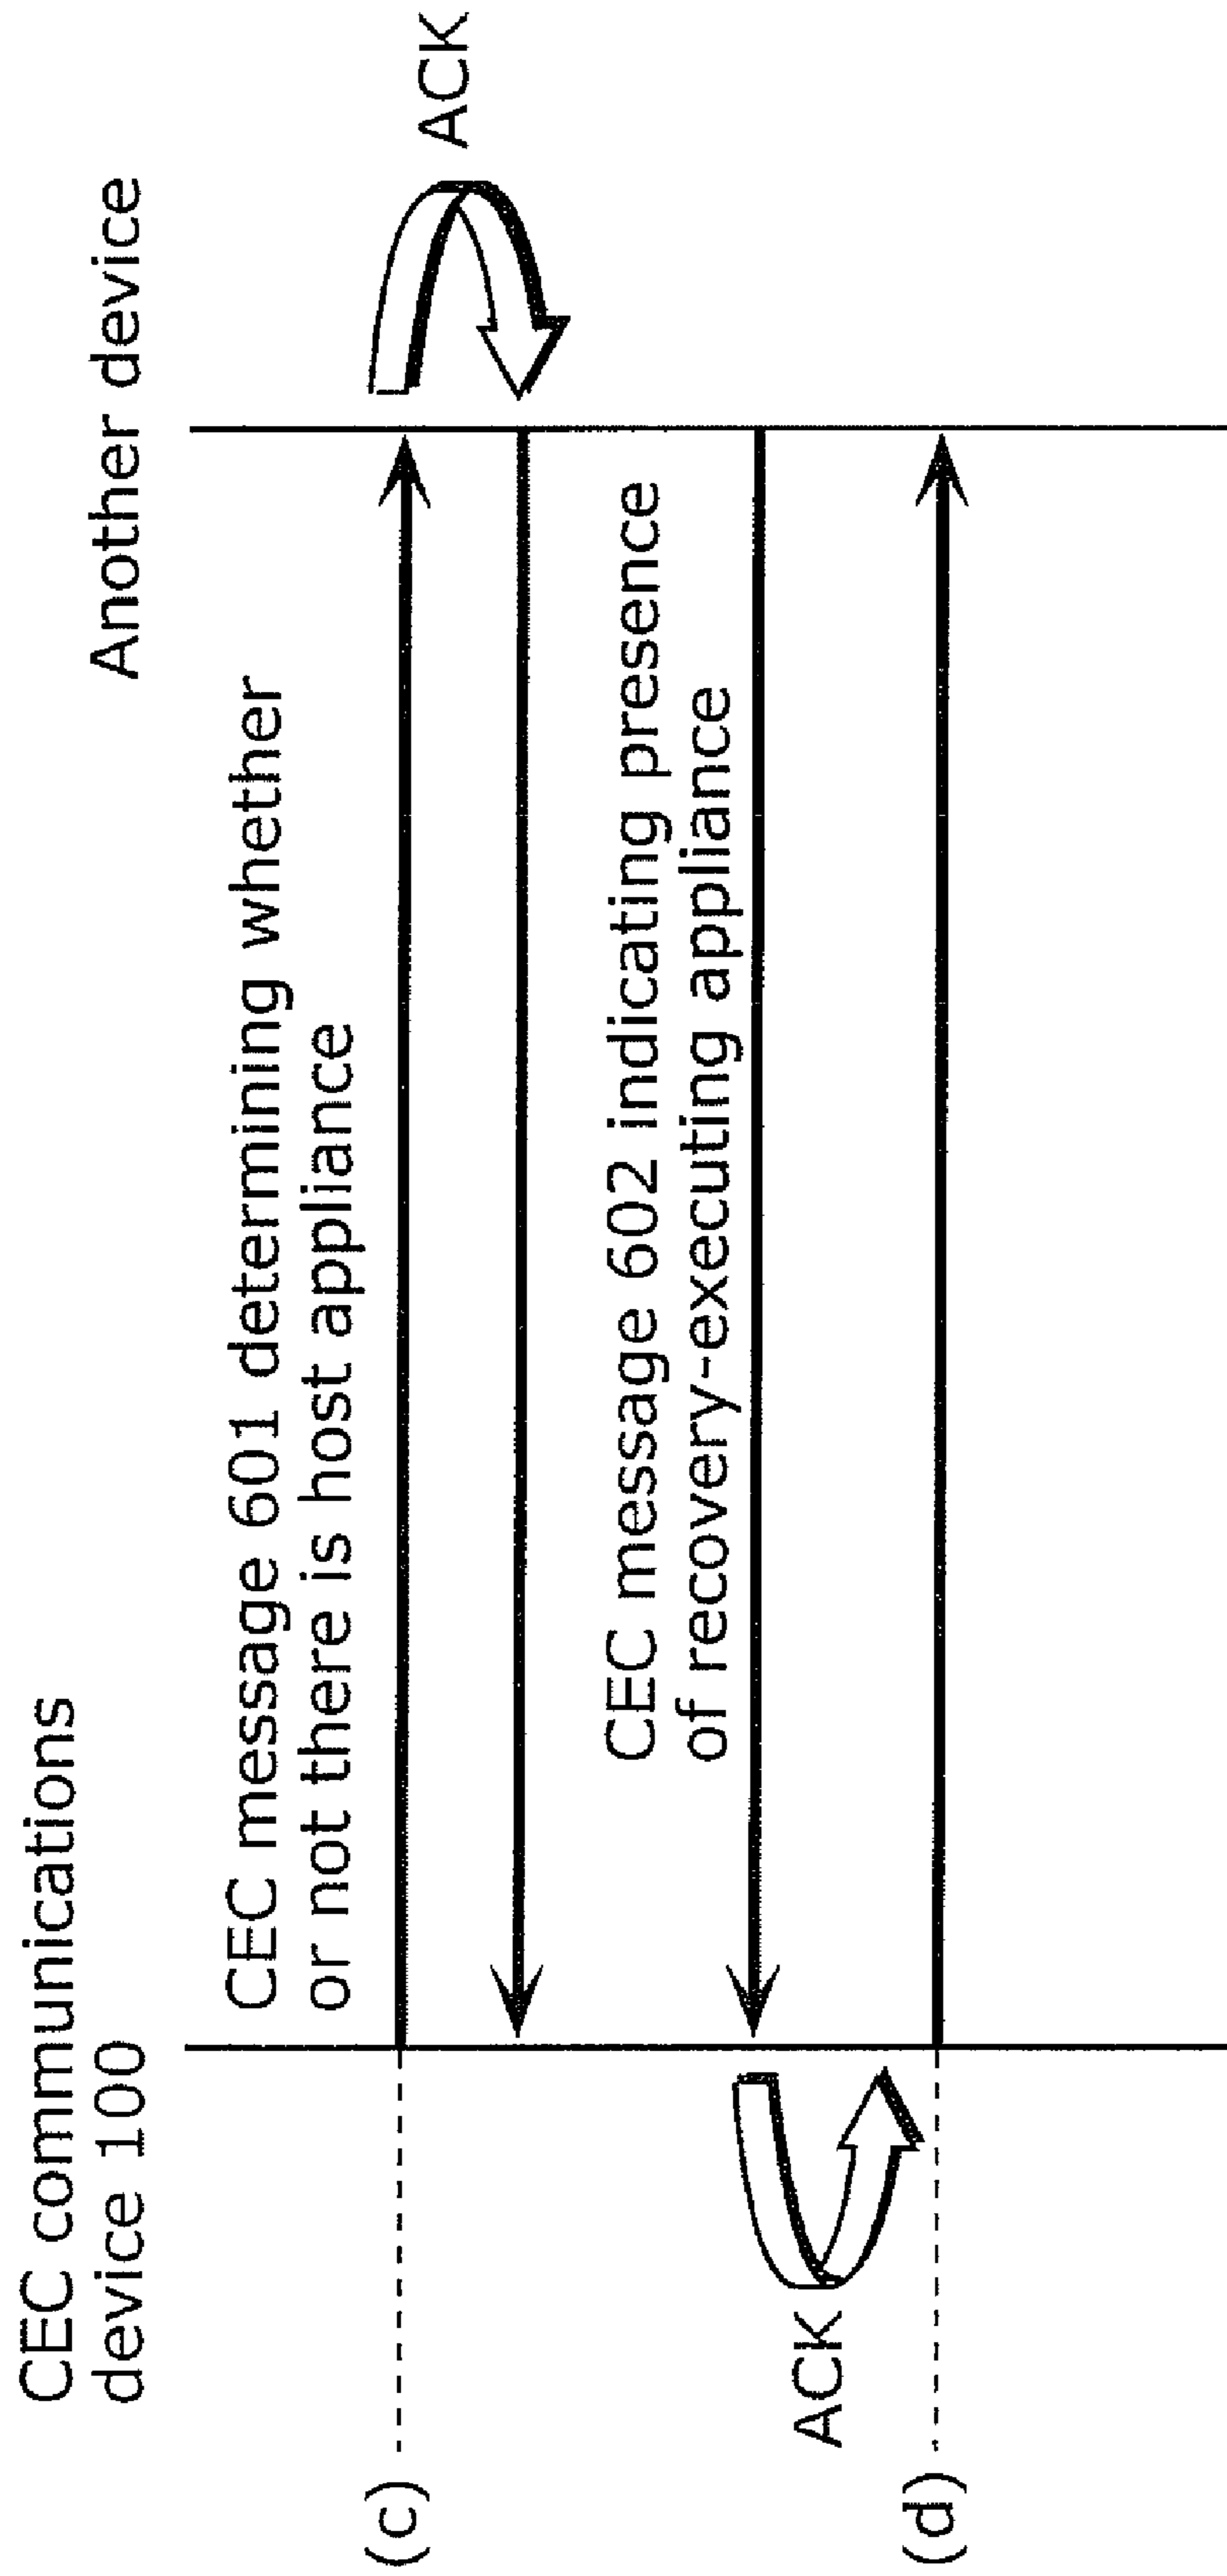 CEC communications
device 100
Another device
CEC message 601 determining whether
or not there is host appliance
(c)
ACK
CEC message 602 indicating presence
of recovery-executing appliance
ACK
(d)